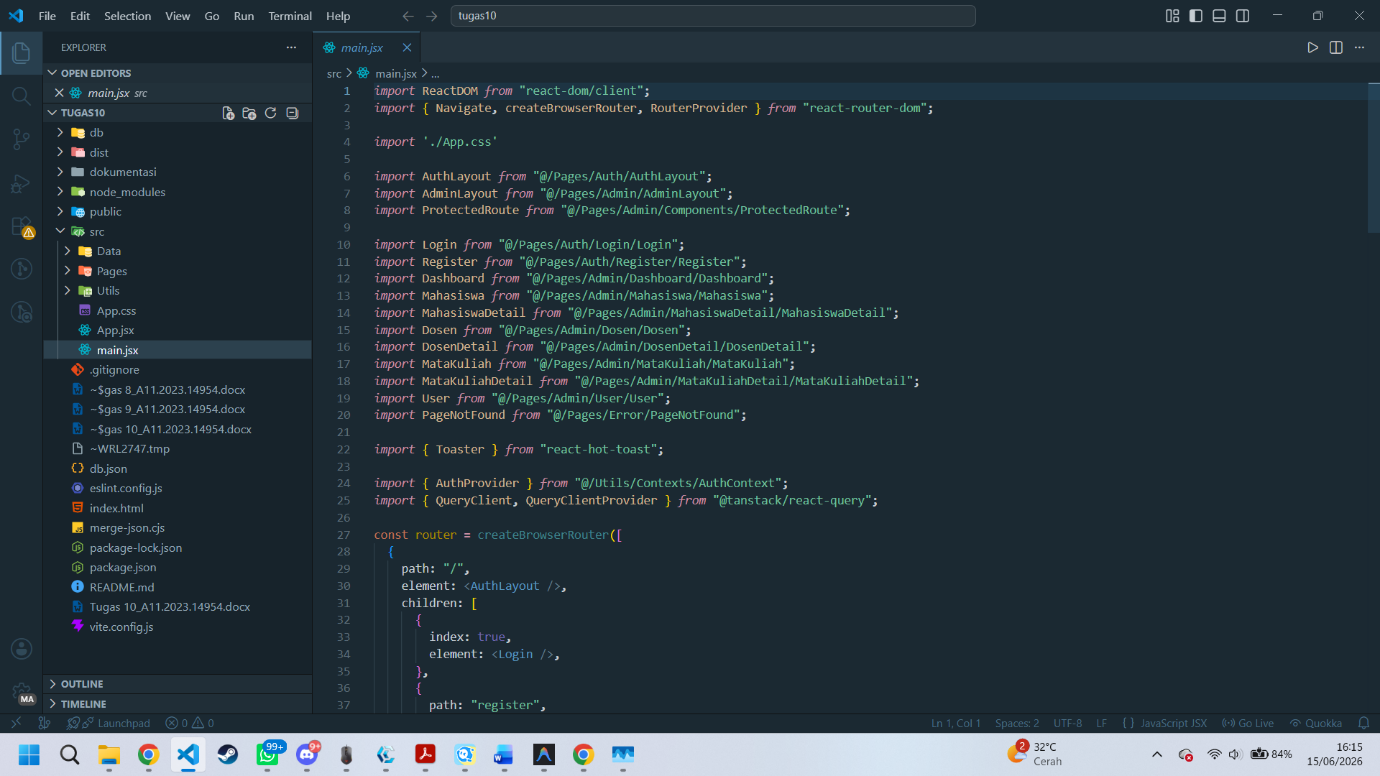 File Edit Selection View Go Run Terminal Help
tugas10
EXPLORER
OPEN EDITORS
main.jsx src
TUGAS10
db
dist
dokumentasi
node_modules
public
src
Data
Pages
Utils
App.css
App.jsx
main.jsx
.gitignore
~$gas 8_A11.2023.14954.docx
~$gas 9_A11.2023.14954.docx
~$gas 10_A11.2023.14954.docx
~WRL2747.tmp
db.json
eslint.config.js
index.html
merge-json.cjs
package-lock.json
package.json
README.md
Tugas 10_A11.2023.14954.docx
vite.config.js
OUTLINE
TIMELINE
main.jsx
src > main.jsx > ...
1 import ReactDOM from "react-dom/client";
2 import { Navigate, createBrowserRouter, RouterProvider } from "react-router-dom";
3
4 import './App.css'
5
6 import AuthLayout from "@/Pages/Auth/AuthLayout";
7 import AdminLayout from "@/Pages/Admin/AdminLayout";
8 import ProtectedRoute from "@/Pages/Admin/Components/ProtectedRoute";
9
10 import Login from "@/Pages/Auth/Login/Login";
11 import Register from "@/Pages/Auth/Register/Register";
12 import Dashboard from "@/Pages/Admin/Dashboard/Dashboard";
13 import Mahasiswa from "@/Pages/Admin/Mahasiswa/Mahasiswa";
14 import MahasiswaDetail from "@/Pages/Admin/MahasiswaDetail/MahasiswaDetail";
15 import Dosen from "@/Pages/Admin/Dosen/Dosen";
16 import DosenDetail from "@/Pages/Admin/DosenDetail/DosenDetail";
17 import MataKuliah from "@/Pages/Admin/MataKuliah/MataKuliah";
18 import MataKuliahDetail from "@/Pages/Admin/MataKuliahDetail/MataKuliahDetail";
19 import User from "@/Pages/Admin/User/User";
20 import PageNotFound from "@/Pages/Error/PageNotFound";
21
22 import { Toaster } from "react-hot-toast";
23
24 import { AuthProvider } from "@/Utils/Contexts/AuthContext";
25 import { QueryClient, QueryClientProvider } from "@tanstack/react-query";
26
27 const router = createBrowserRouter([
28 {
29 path: "/",
30 element: <AuthLayout />,
31 children: [
32 {
33 index: true,
34 element: <Login />,
35 },
36 {
37 path: "register",
MA
Launchpad 0 0
Ln 1, Col 1 Spaces: 2 UTF-8 LF { } JavaScript JSX Go Live Quokka
99+
9+
2
32°C
Cerah
84%
16:15
15/06/2026